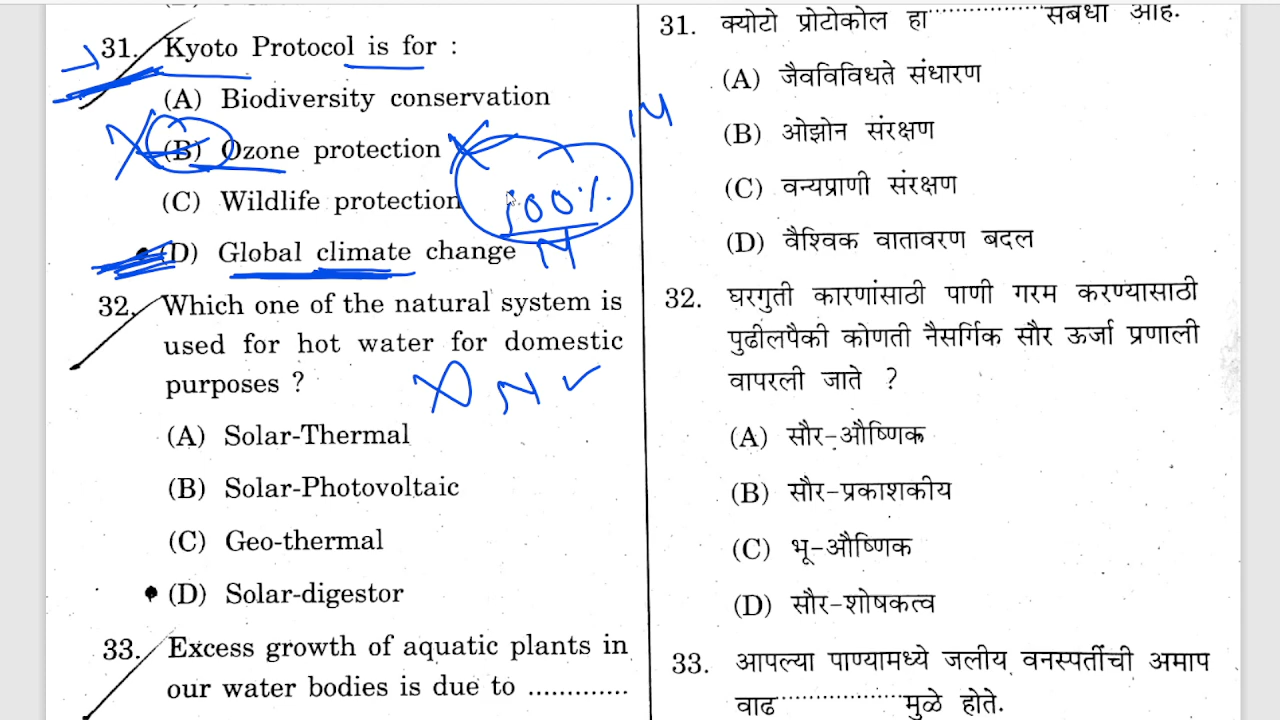 31. Kyoto Protocol is for :
(A) Biodiversity conservation
(B) Ozone protection
(C) Wildlife protection
(D) Global climate change
100%
N
N
32. Which one of the natural system is
used for hot water for domestic
purposes ?
N
(A) Solar-Thermal
(B) Solar-Photovoltaic
(C) Geo-thermal
(D) Solar-digestor
33. Excess growth of aquatic plants in
our water bodies is due to .............
31. क्योटो प्रोटोकोल हा ................. संबंधी आहे.
(A) जैवविविधते संधारण
(B) ओझोन संरक्षण
(C) वन्यप्राणी संरक्षण
(D) वैश्विक वातावरण बदल
32. घरगुती कारणांसाठी पाणी गरम करण्यासाठी
पुढीलपैकी कोणती नैसर्गिक सौर ऊर्जा प्रणाली
वापरली जाते ?
(A) सौर-औष्णिक
(B) सौर-प्रकाशकीय
(C) भू-औष्णिक
(D) सौर-शोषकत्व
33. आपल्या पाण्यामध्ये जलीय वनस्पतींची अमाप
वाढ ................... मुळे होते.